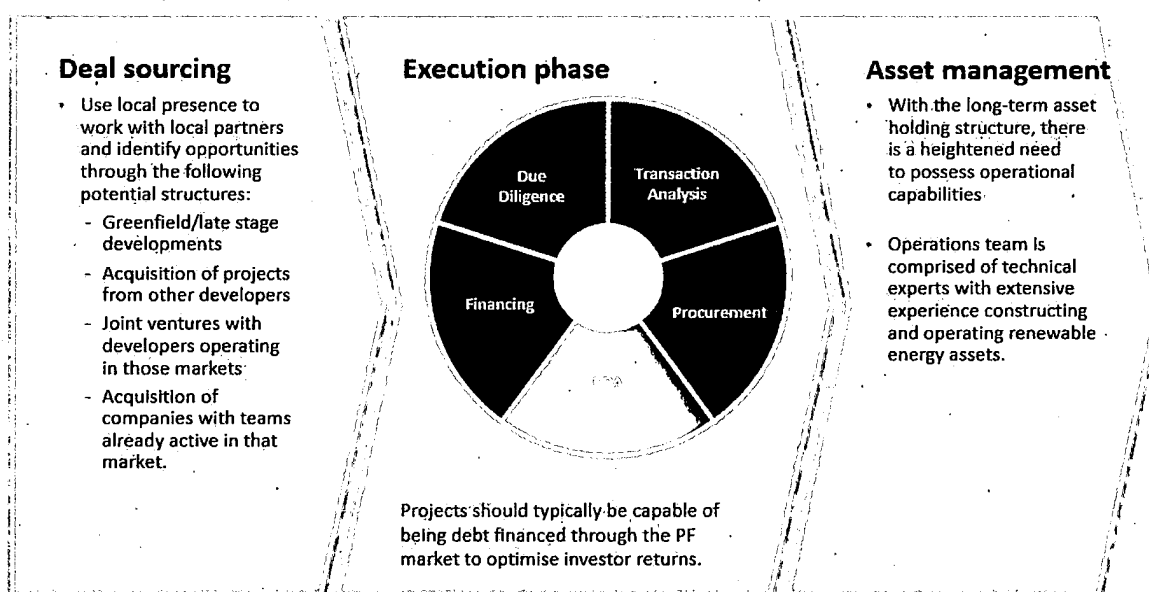 Deal sourcing
• Use local presence to
work with local partners
and identify opportunities
through the following
potential structures:
- Greenfield/late stage
developments
- Acquisition of projects
from other developers
- Joint ventures with
developers operating
in those markets
- Acquisition of
companies with teams
already active in that
market.
Execution phase
Due
Diligence
Transaction
Analysis
Financing
Procurement
Projects should typically be capable of
being debt financed through the PF
market to optimise investor returns.
Asset management
• With the long-term asset
holding structure, there
is a heightened need
to possess operational
capabilities
• Operations team is
comprised of technical
experts with extensive
experience constructing
and operating renewable
energy assets.